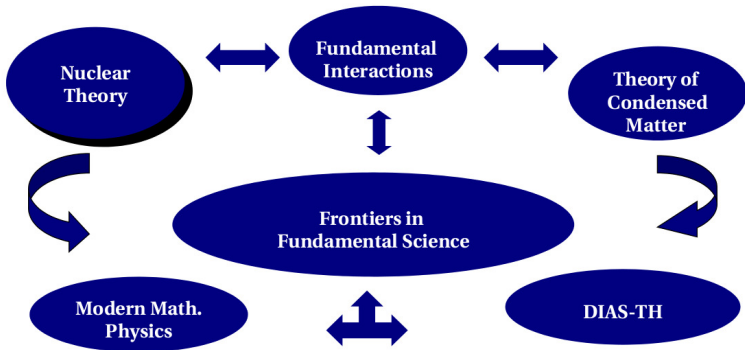 Fundamental
Interactions
Nuclear
Theory
Theory of
Condensed
Matter
Frontiers in
Fundamental Science
Modern Math.
Physics
DIAS-TH